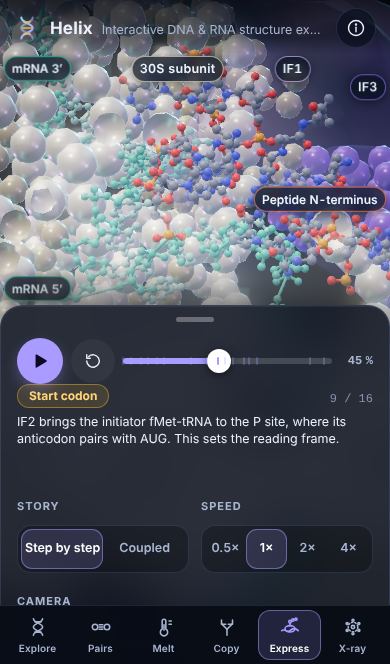 Helix Interactive DNA & RNA structure ex...
mRNA 3′
30S subunit
IF1
IF3
Peptide N-terminus
mRNA 5′
45 %
Start codon
9 / 16
IF2 brings the initiator fMet-tRNA to the P site, where its
anticodon pairs with AUG. This sets the reading frame.
STORY
SPEED
Step by step
Coupled
0.5×
1×
2×
4×
CAMERA
Explore
Pairs
Melt
Copy
Express
X-ray